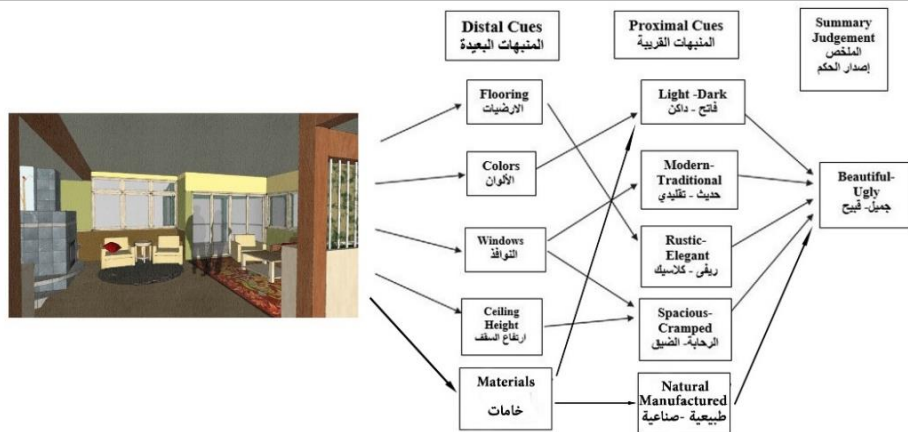 Distal Cues
المنبهات البعيدة
Proximal Cues
المنبهات القريبة
Summary
Judgement
الملخص
إصدار الحكم
Flooring
الارضيات
Colors
الألوان
Windows
النوافذ
Ceiling
Height
ارتفاع السقف
Materials
خامات
Light -Dark
فاتح - داكن
Modern-
Traditional
حديث - تقليدي
Rustic-
Elegant
ريفى - كلاسيك
Spacious-
Cramped
الرحابة- الضيق
Natural
Manufactured
طبيعية -صناعية
Beautiful-
Ugly
جميل- قبيح